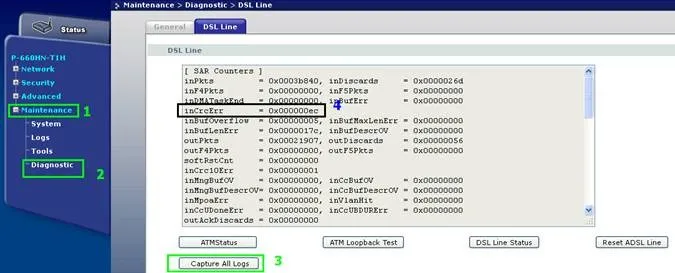 Maintenance > Diagnostic > DSL Line
Status
General
DSL Line
P-660HN-T1H
Network
Security
Advanced
Maintenance 1
System
Logs
Tools
Diagnostic
2
DSL Line
[ SAR Counters ]
inPkts = 0x0003b840, inDiscards = 0x0000026d
inF4Pkts = 0x00000000, inF5Pkts = 0x00000000
inDMATaskEnd = 0x00000000, inBufErr = 0x00000000
inCrcErr = 0x000000ec 4
inBufOverflow = 0x00000005, inBufMaxLenErr = 0x00000000
inBufLenErr = 0x0000017c, inBufDescrOV = 0x00000000
outPkts = 0x00021907, outDiscards = 0x00000056
outF4Pkts = 0x00000000, outF5Pkts = 0x00000000
softRstCnt = 0x00000000
inCrc10Err = 0x00000001
inMngBufOV = 0x00000000, inCcBufOV = 0x00000000
inMngBufDescrOV= 0x00000000, inCcBufDescrOV = 0x00000000
inMpoaErr = 0x00000000, inVlanHit = 0x00000000
inCcUDoneErr = 0x00000000, inCcUBDURErr = 0x00000000
outAckDiscards = 0x00000000
ATMStatus
ATM Loopback Test
DSL Line Status
Reset ADSL Line
Capture All Logs 3